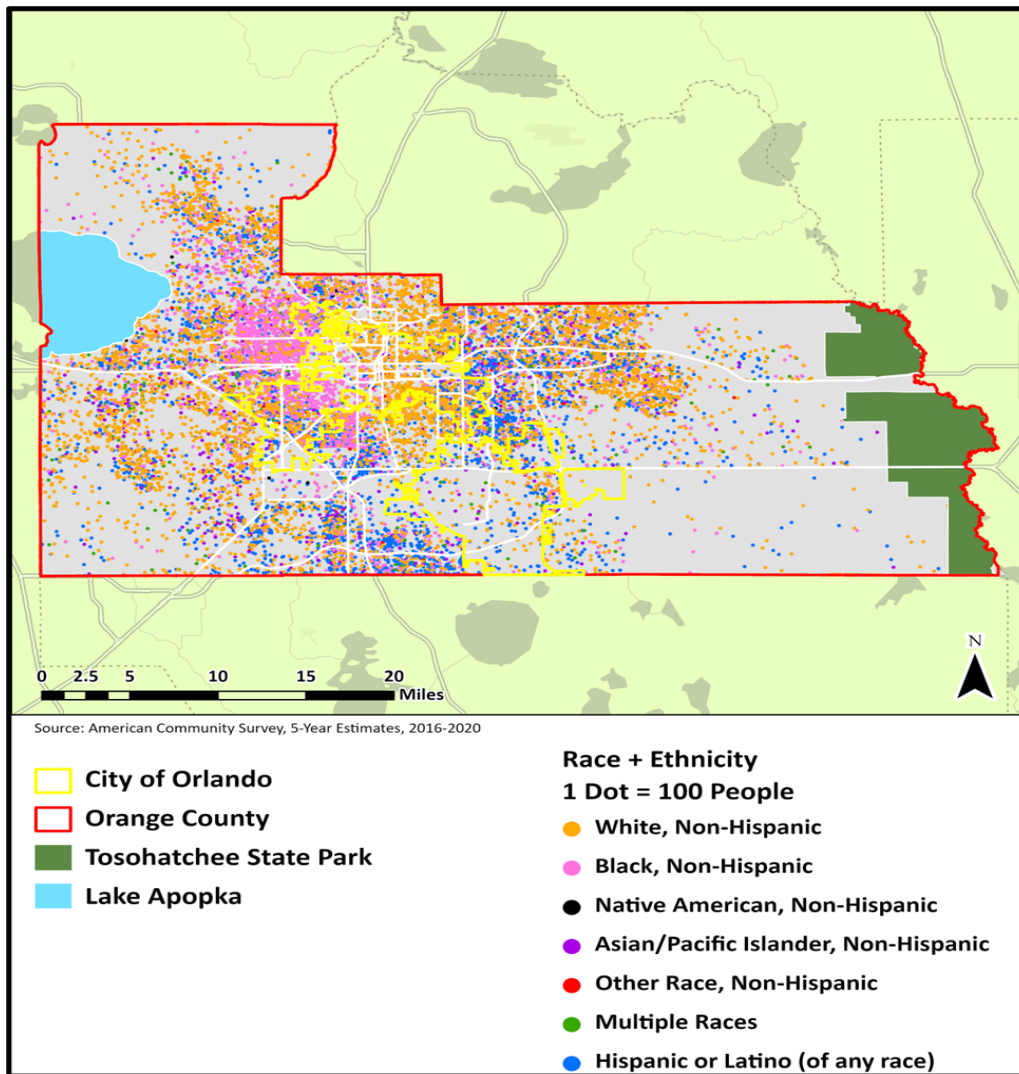 N
0 2.5 5 10 15 20
Miles
Source: American Community Survey, 5-Year Estimates, 2016-2020
City of Orlando
Orange County
Tosohatchee State Park
Lake Apopka
Race + Ethnicity
1 Dot = 100 People
White, Non-Hispanic
Black, Non-Hispanic
Native American, Non-Hispanic
Asian/Pacific Islander, Non-Hispanic
Other Race, Non-Hispanic
Multiple Races
Hispanic or Latino (of any race)